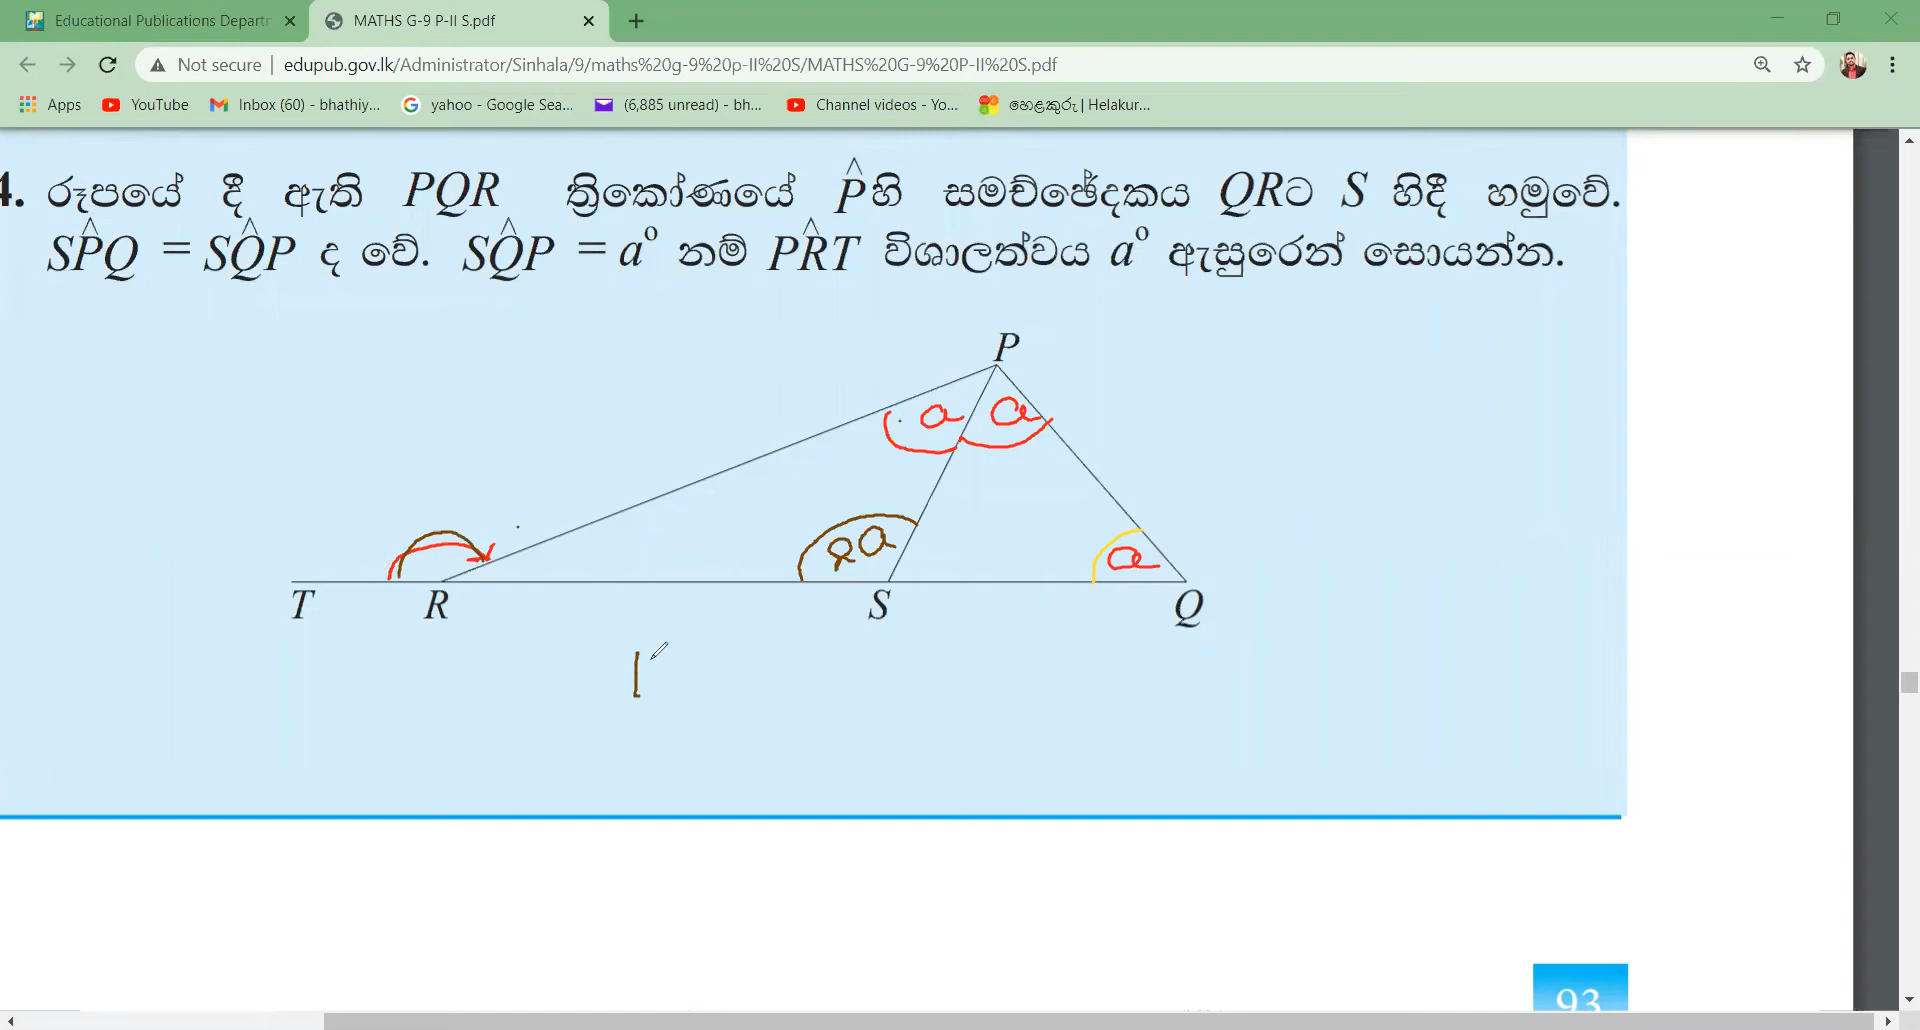 Educational Publications Departn
MATHS G-9 P-II S.pdf
Not secure | edupub.gov.lk/Administrator/Sinhala/9/maths%20g-9%20p-II%20S/MATHS%20G-9%20P-II%20S.pdf
Apps YouTube Inbox (60) - bhathiy... yahoo - Google Sea... (6,885 unread) - bh... Channel videos - Yo... හෙළකුරු | Helakur...
4. රූපයේ දී ඇති PQR ත්‍රිකෝණයේ P̂ හි සමච්ඡේදකය QRට S හිදී හමුවේ.
SP̂Q = SQ̂P ද වේ. SQ̂P = a° නම් PR̂T විශාලත්වය a° ඇසුරෙන් සොයන්න.
P
a a
2a a
T R S Q
93